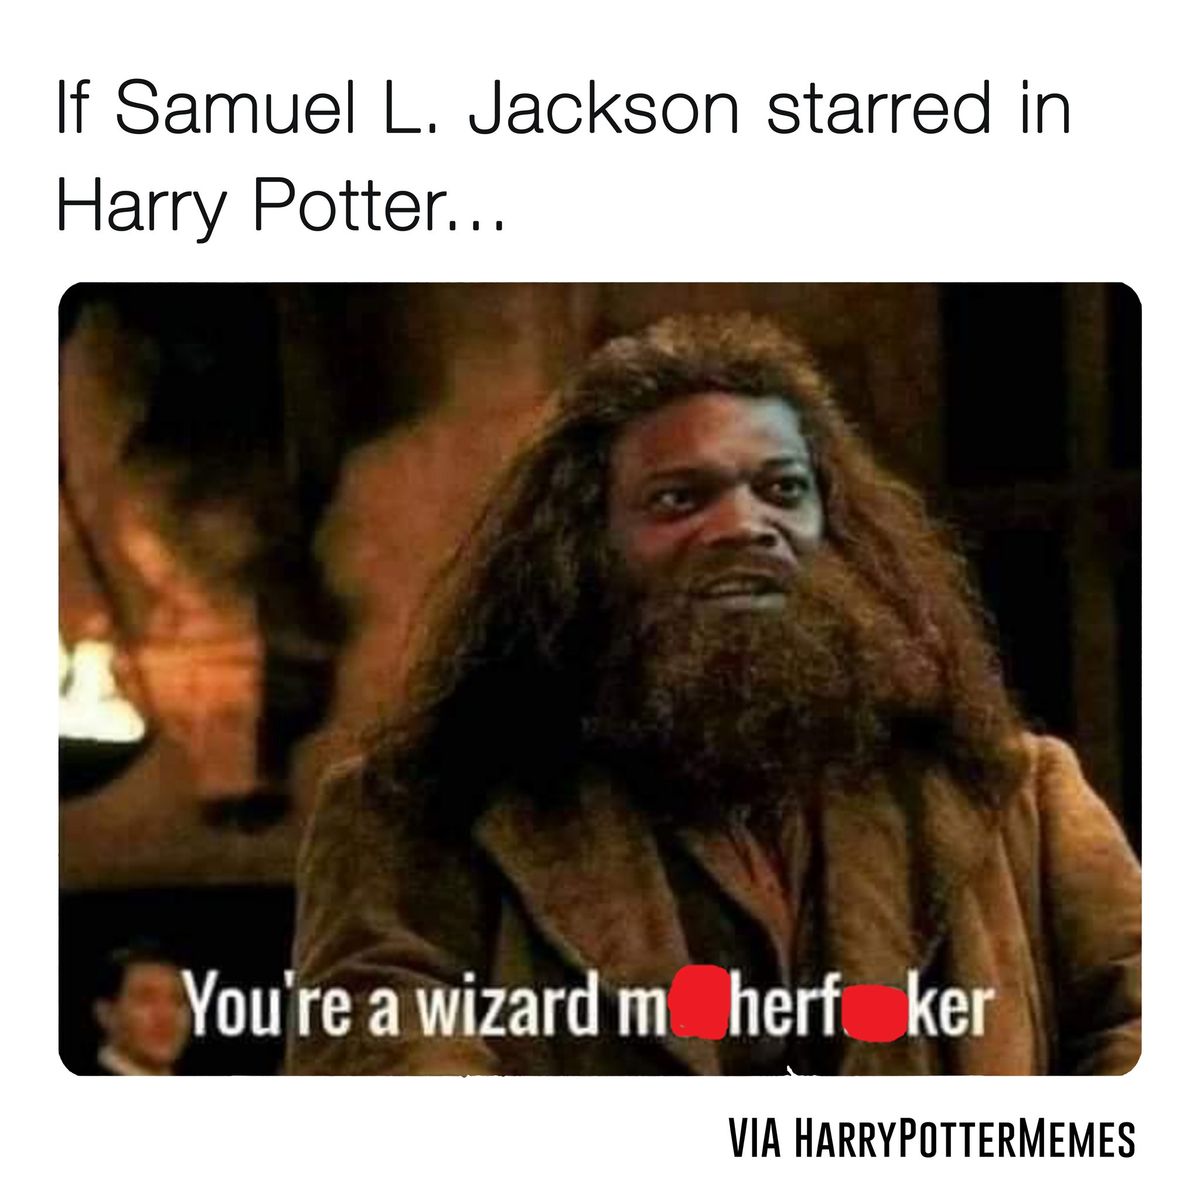 If Samuel L. Jackson starred in
Harry Potter...
You're a wizard m herf ker
VIA HARRYPOTTERMEMES